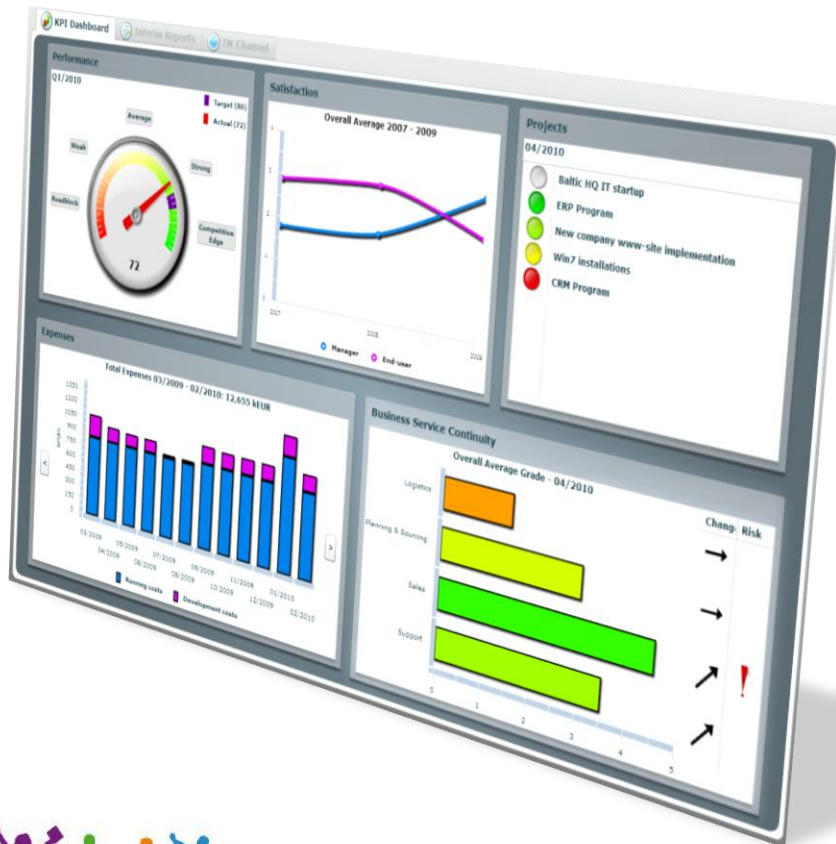 KPI Dashboard
Interim Reports
IM Channel
Performance
Q1/2010
Target (80)
Actual (72)
Average
Weak
Strong
Roadblock
Competitive
Edge
72
Satisfaction
Overall Average 2007 - 2009
4
3
2
2007
2008
2009
Manager
End-user
Projects
04/2010
Baltic HQ IT startup
ERP Program
New company www-site implementation
Win7 installations
CRM Program
Expenses
Total Expenses 03/2009 - 02/2010: 12,655 kEUR
1350
1200
1050
900
750
600
450
300
150
0
kEUR
<
>
03/2009
04/2009
05/2009
06/2009
07/2009
08/2009
09/2009
10/2009
11/2009
12/2009
01/2010
02/2010
Running costs
Development costs
Business Service Continuity
Overall Average Grade - 04/2010
Logistics
Planning & Sourcing
Sales
Support
0
1
2
3
4
5
Chang
Risk
!